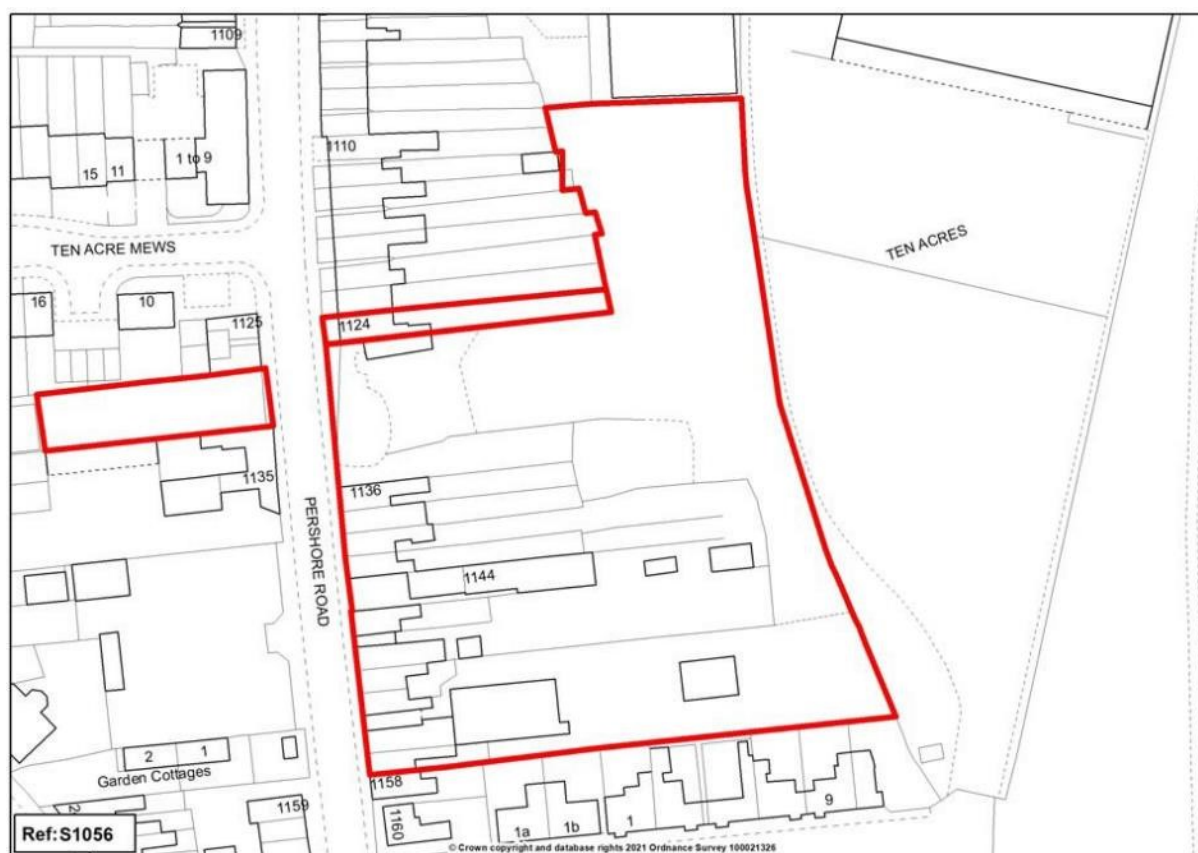 1109
1110
15
11
1 to 9
TEN ACRE MEWS
TEN ACRES
16
10
1125
1124
1135
1136
PERSHORE ROAD
1144
2
1
Garden Cottages
1158
1159
1160
1a
1b
1
9
Ref:S1056
© Crown copyright and database rights 2021 Ordnance Survey 100021326